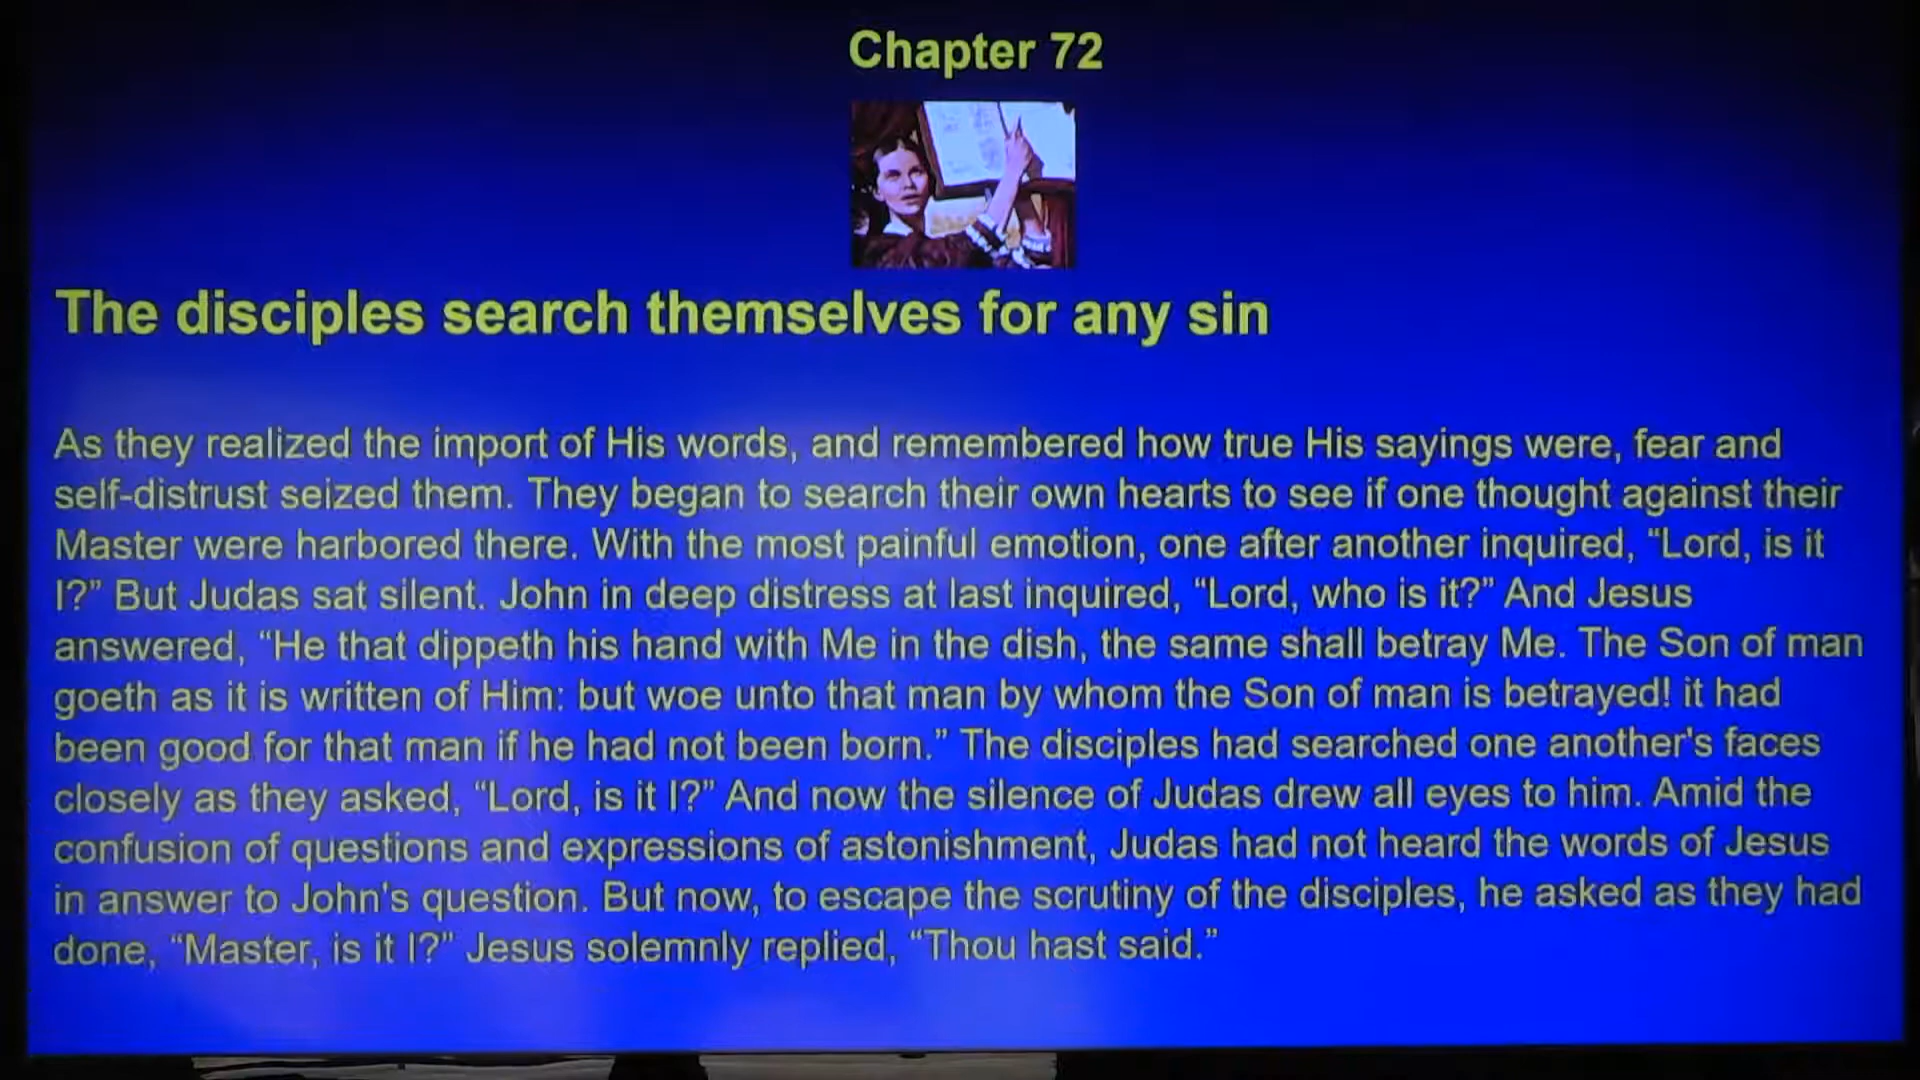 Chapter 72
The disciples search themselves for any sin
As they realized the import of His words, and remembered how true His sayings were, fear and
self-distrust seized them. They began to search their own hearts to see if one thought against their
Master were harbored there. With the most painful emotion, one after another inquired, “Lord, is it
I?” But Judas sat silent. John in deep distress at last inquired, “Lord, who is it?” And Jesus
answered, “He that dippeth his hand with Me in the dish, the same shall betray Me. The Son of man
goeth as it is written of Him: but woe unto that man by whom the Son of man is betrayed! it had
been good for that man if he had not been born.” The disciples had searched one another's faces
closely as they asked, “Lord, is it I?” And now the silence of Judas drew all eyes to him. Amid the
confusion of questions and expressions of astonishment, Judas had not heard the words of Jesus
in answer to John's question. But now, to escape the scrutiny of the disciples, he asked as they had
done, “Master, is it I?” Jesus solemnly replied, “Thou hast said.”